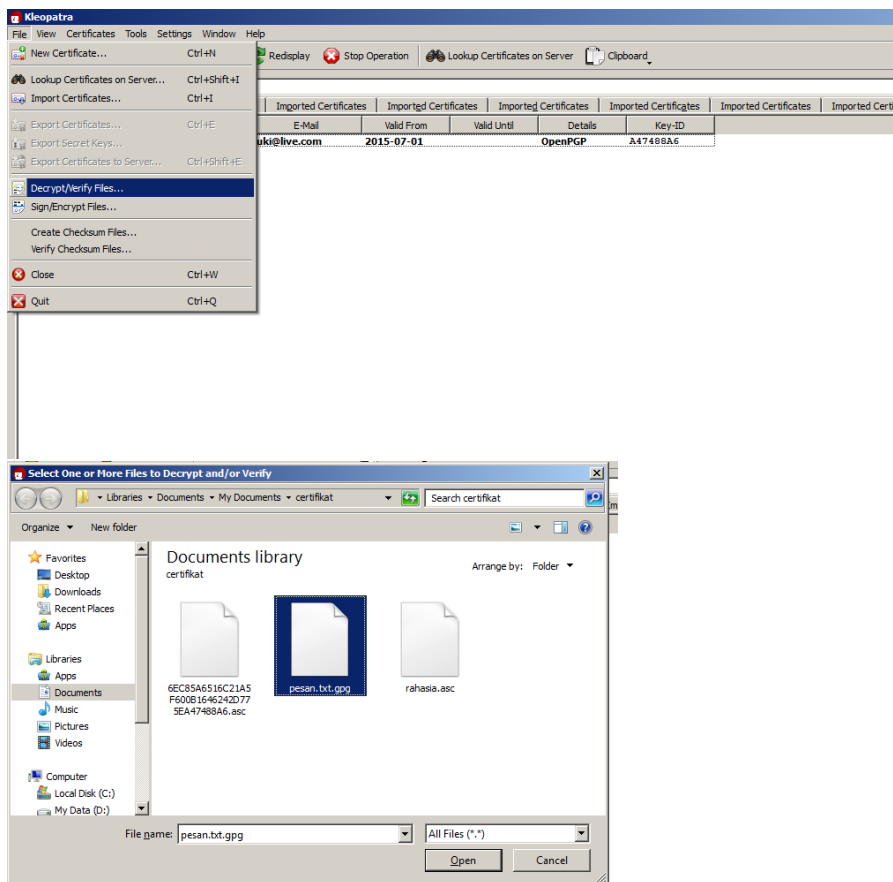 Kleopatra
File View Certificates Tools Settings Window Help
New Certificate... Ctrl+N
Redisplay Stop Operation Lookup Certificates on Server Clipboard
Lookup Certificates on Server... Ctrl+Shift+I
Import Certificates... Ctrl+I
Imported Certificates Imported Certificates Imported Certificates Imported Certificates Imported Certificates Imported Certi
Export Certificates... Ctrl+E
E-Mail Valid From Valid Until Details Key-ID
Export Secret Keys...
uki@live.com 2015-07-01 OpenPGP A47488A6
Export Certificates to Server... Ctrl+Shift+E
Decrypt/Verify Files...
Sign/Encrypt Files...
Create Checksum Files...
Verify Checksum Files...
Close Ctrl+W
Quit Ctrl+Q
Select One or More Files to Decrypt and/or Verify
Libraries Documents My Documents certifikat
Search certifikat
Organize New folder
Favorites
Desktop
Downloads
Recent Places
Apps
Libraries
Apps
Documents
Music
Pictures
Videos
Computer
Local Disk (C:)
My Data (D:)
Documents library
certifikat
Arrange by: Folder
6EC85A6516C21A5
F600B1646242D77
5EA47488A6.asc
pesan.txt.gpg
rahasia.asc
File name: pesan.txt.gpg
All Files (*.*)
Open Cancel